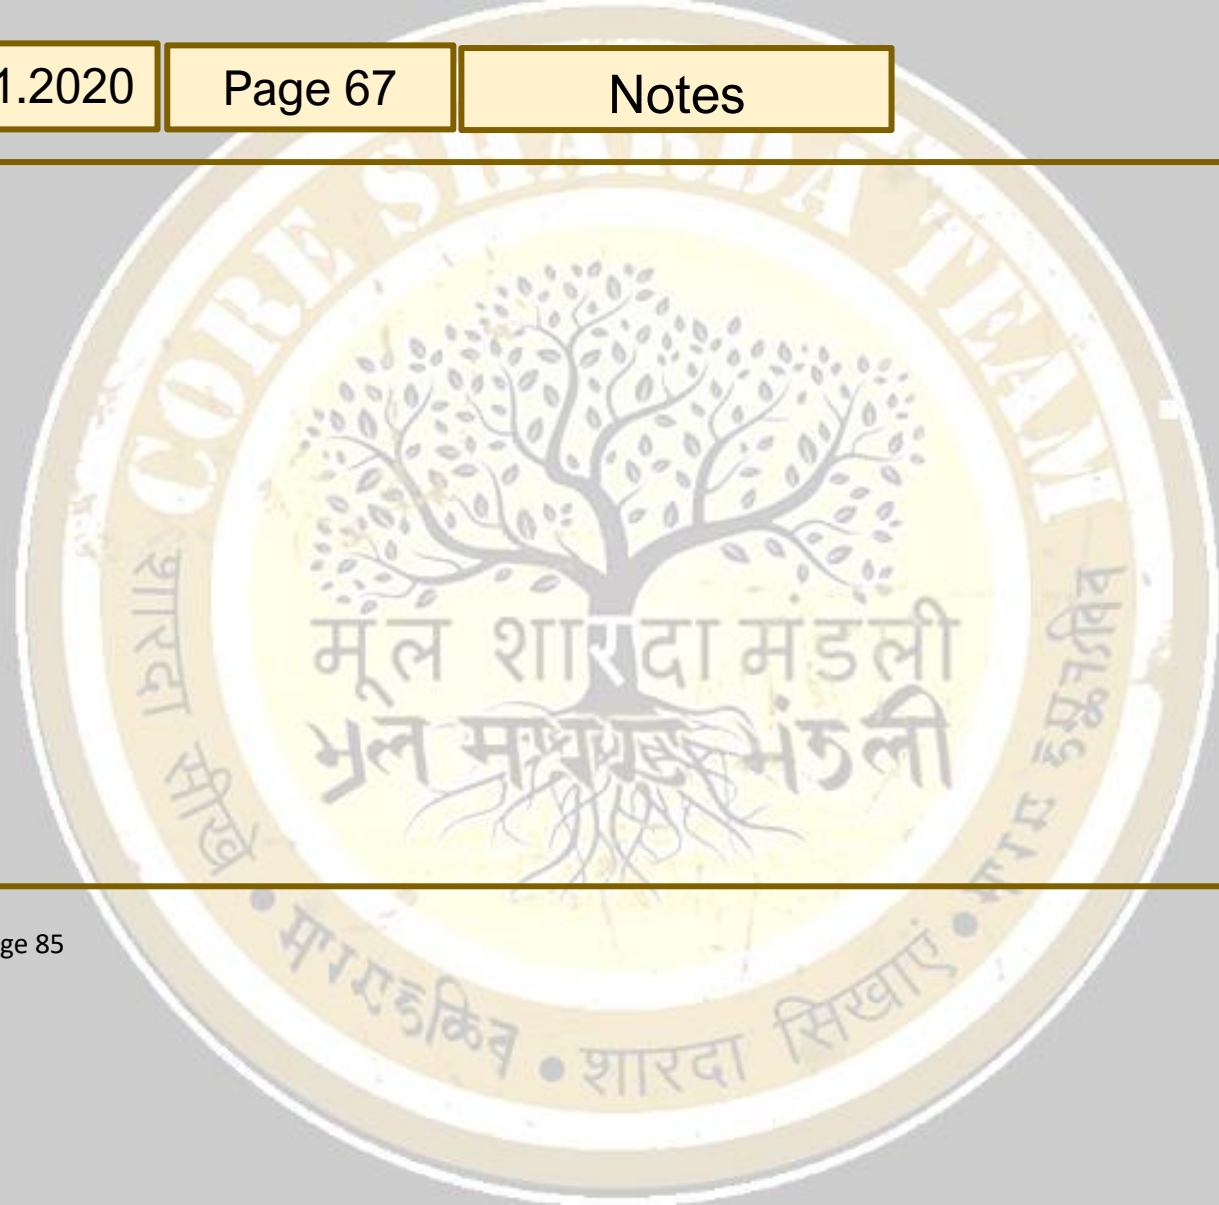 1.2020
Page 67
Notes
CORE SHARDA TEAM
मूल शारदा मंडली
शारदा सीखें • • शारदा सिखाएं •
ge 85